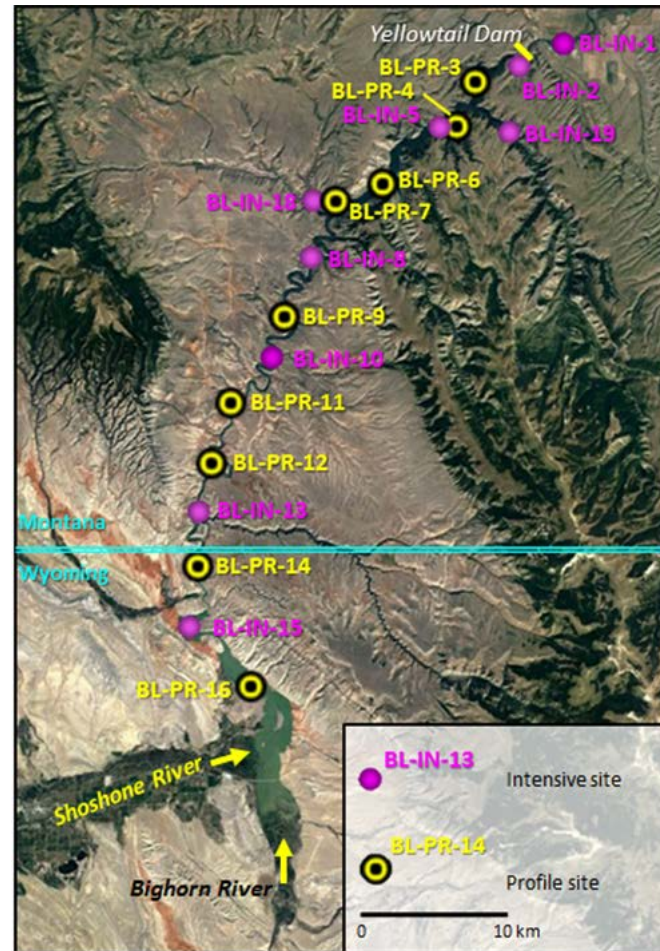 Yellowtail Dam
BL-IN-1
BL-PR-3
BL-IN-2
BL-PR-4
BL-IN-5
BL-IN-19
BL-PR-6
BL-IN-18
BL-PR-7
BL-IN-8
BL-PR-9
BL-IN-10
BL-PR-11
BL-PR-12
BL-IN-13
Montana
Wyoming
BL-PR-14
BL-IN-15
BL-PR-16
Shoshone River
Bighorn River
BL-IN-13
Intensive site
BL-PR-14
Profile site
0 10 km